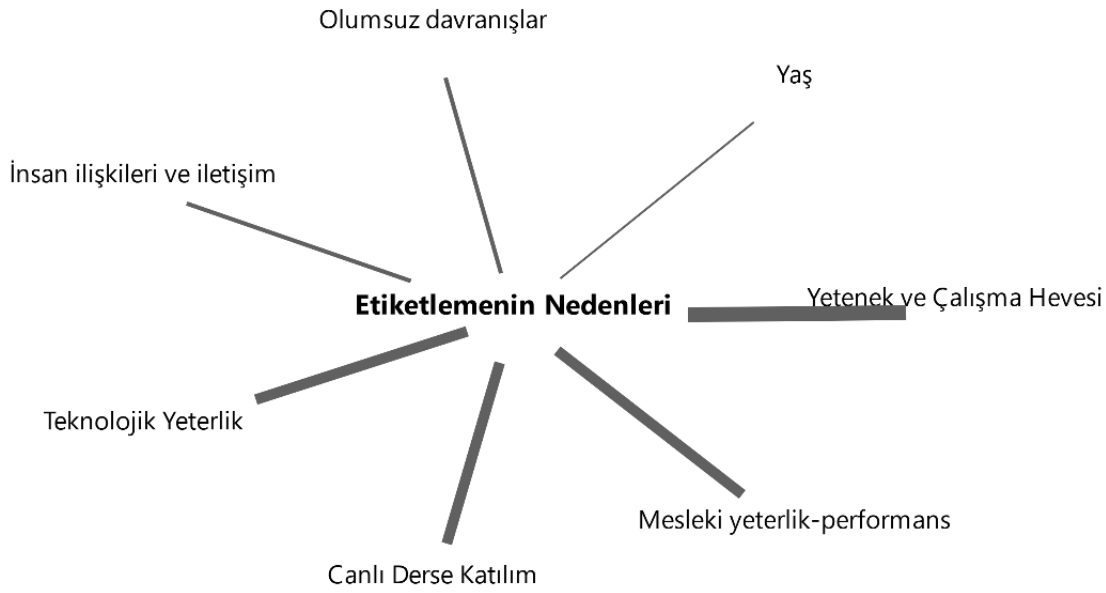 Olumsuz davranışlar
Yaş
İnsan ilişkileri ve iletişim
Etiketlemenin Nedenleri
Yetenek ve Çalışma Hevesi
Teknolojik Yeterlik
Mesleki yeterlik-performans
Canlı Derse Katılım